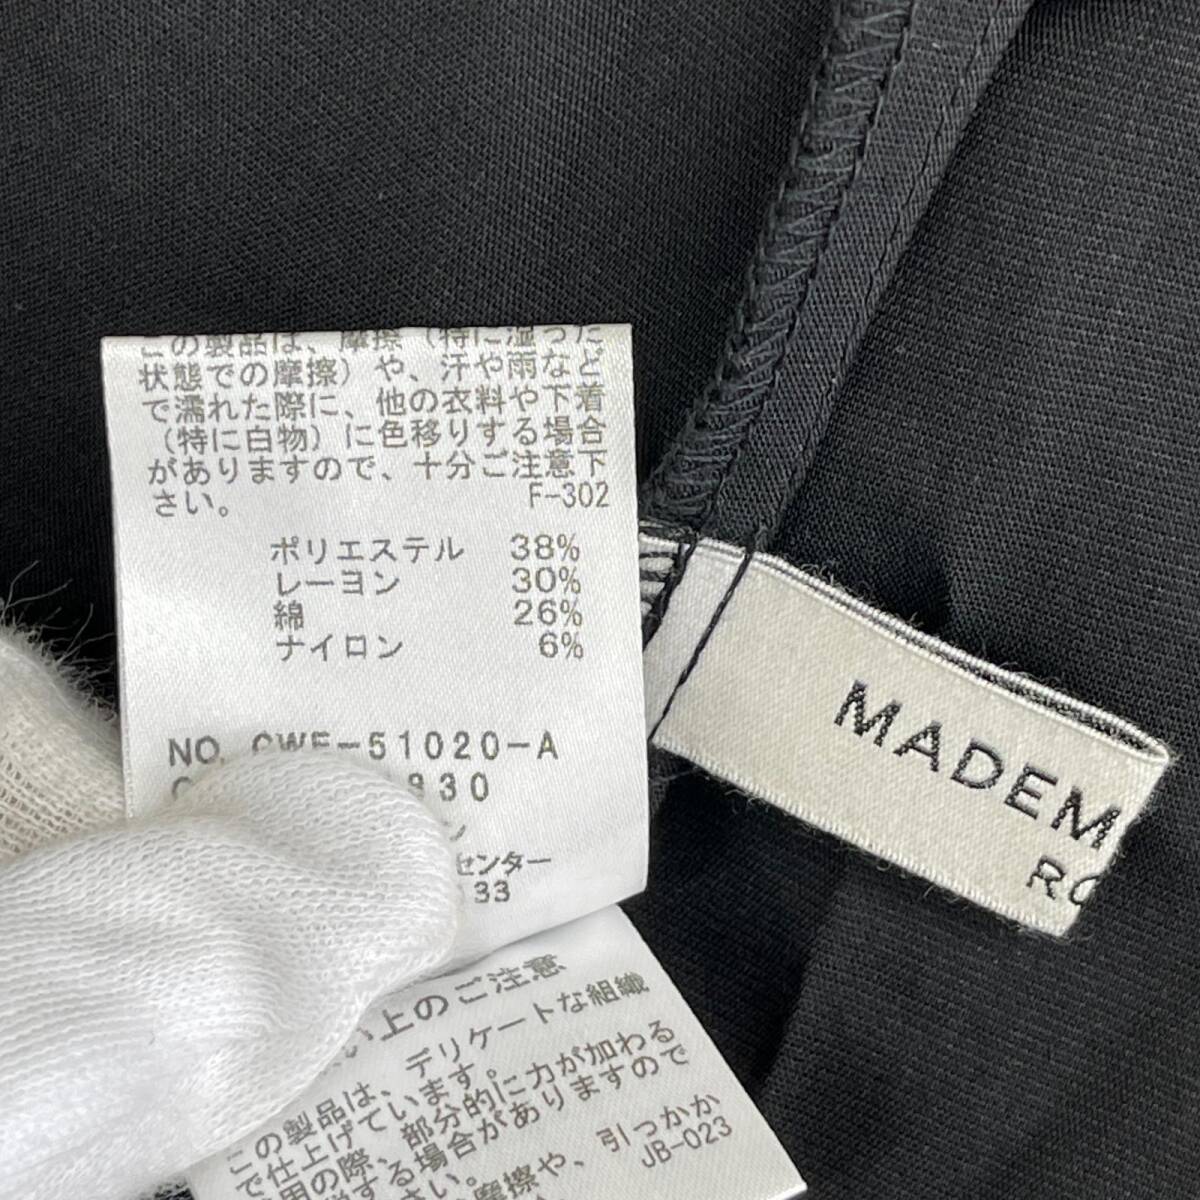 この製品は、摩擦（特に湿った
状態での摩擦）や、汗や雨など
で濡れた際に、他の衣料や下着
（特に白物）に色移りする場合
がありますので、十分ご注意下
さい。 F-302
ポリエステル 38%
レーヨン 30%
綿 26%
ナイロン 6%
NO. CWF-51020-A
930
ン
センター
33
い上のご注意
この製品は、デリケートな組織
で仕上げています。
用の際、部分的に力が加わる
する場合がありますので
さい。
摩擦や、引っかか
JB-023
MADEM
RO